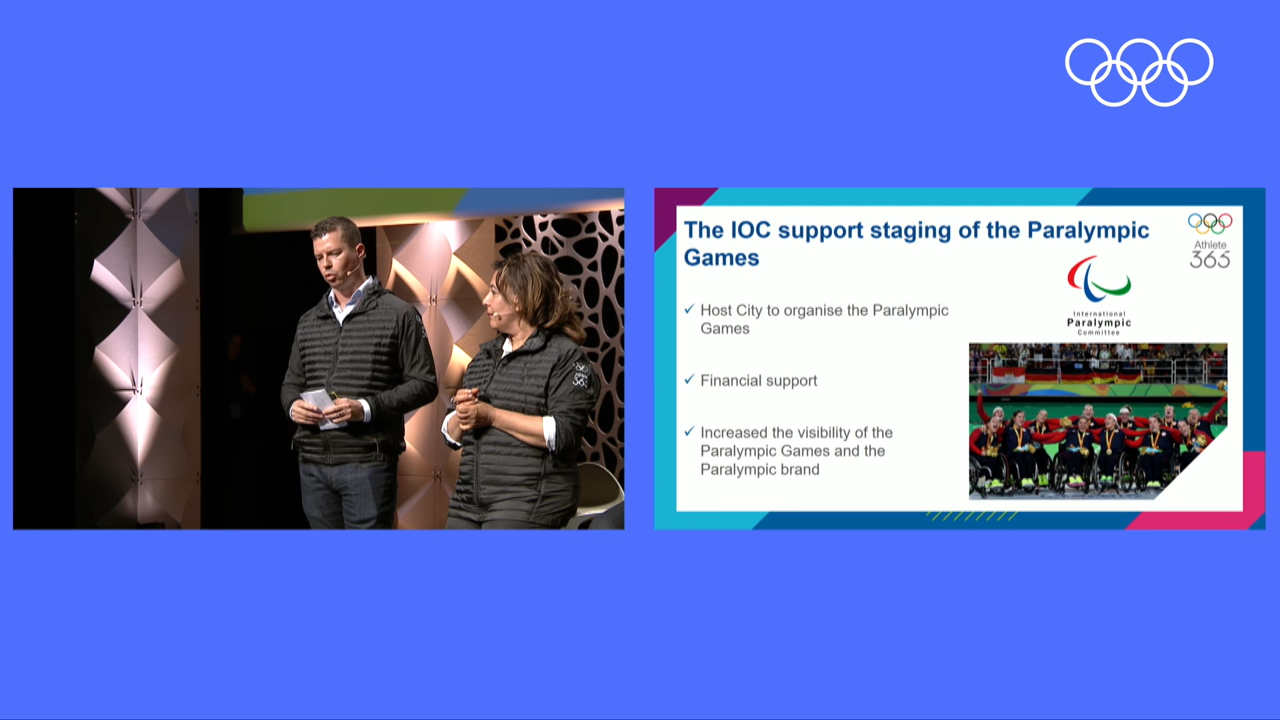 The IOC support staging of the Paralympic
Games
Athlete
365
International
Paralympic
Committee
✓ Host City to organise the Paralympic
Games
✓ Financial support
✓ Increased the visibility of the
Paralympic Games and the
Paralympic brand
365